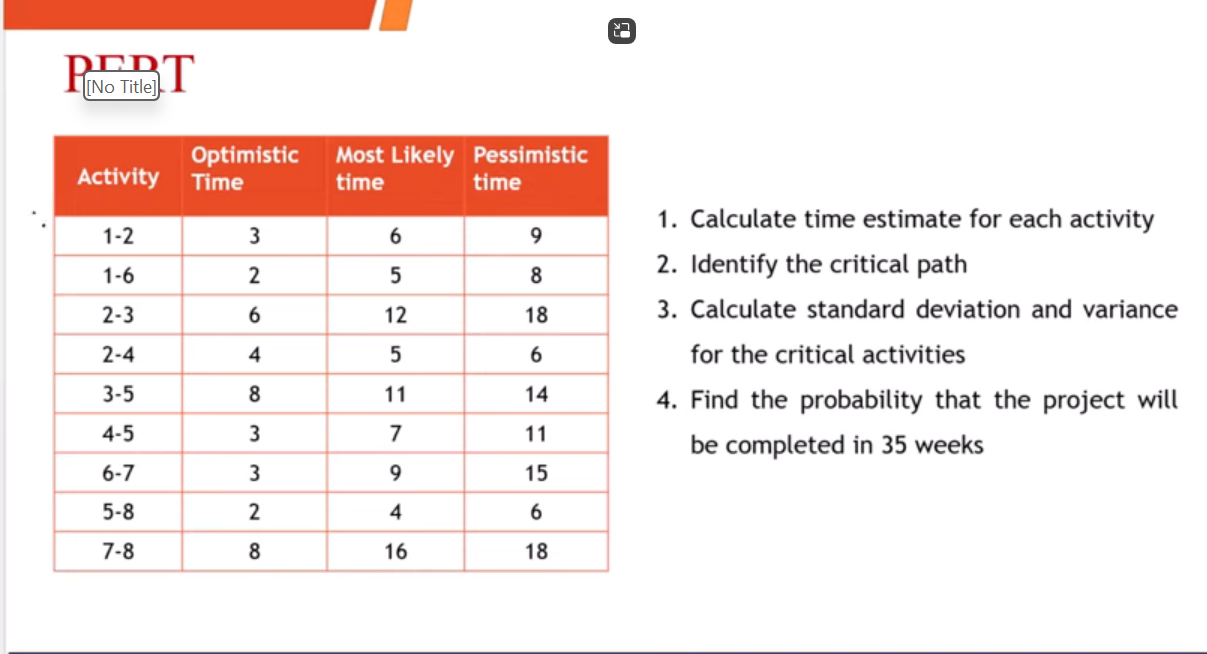 PERT
[No Title]
Activity Optimistic Time Most Likely time Pessimistic time
1-2 3 6 9
1-6 2 5 8
2-3 6 12 18
2-4 4 5 6
3-5 8 11 14
4-5 3 7 11
6-7 3 9 15
5-8 2 4 6
7-8 8 16 18
1. Calculate time estimate for each activity
2. Identify the critical path
3. Calculate standard deviation and variance
for the critical activities
4. Find the probability that the project will
be completed in 35 weeks